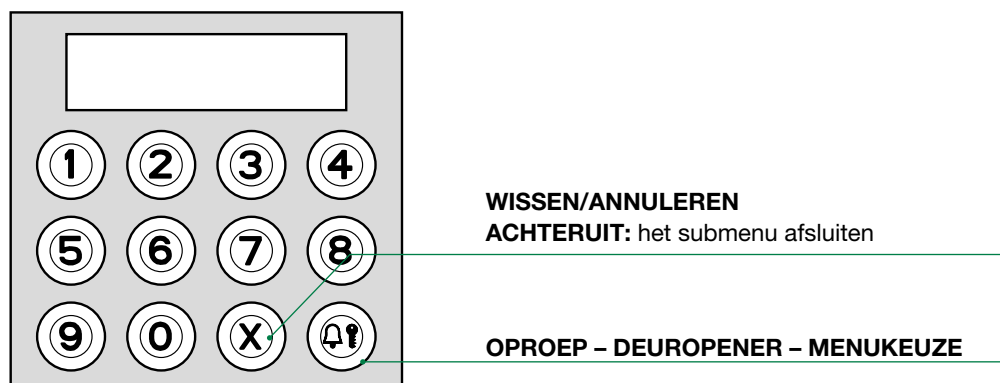 1 2 3 4
5 6 7 8
9 0 X
WISSEN/ANNULEREN
ACHTERUIT: het submenu afsluiten
OPROEP – DEUROPENER – MENUKEUZE